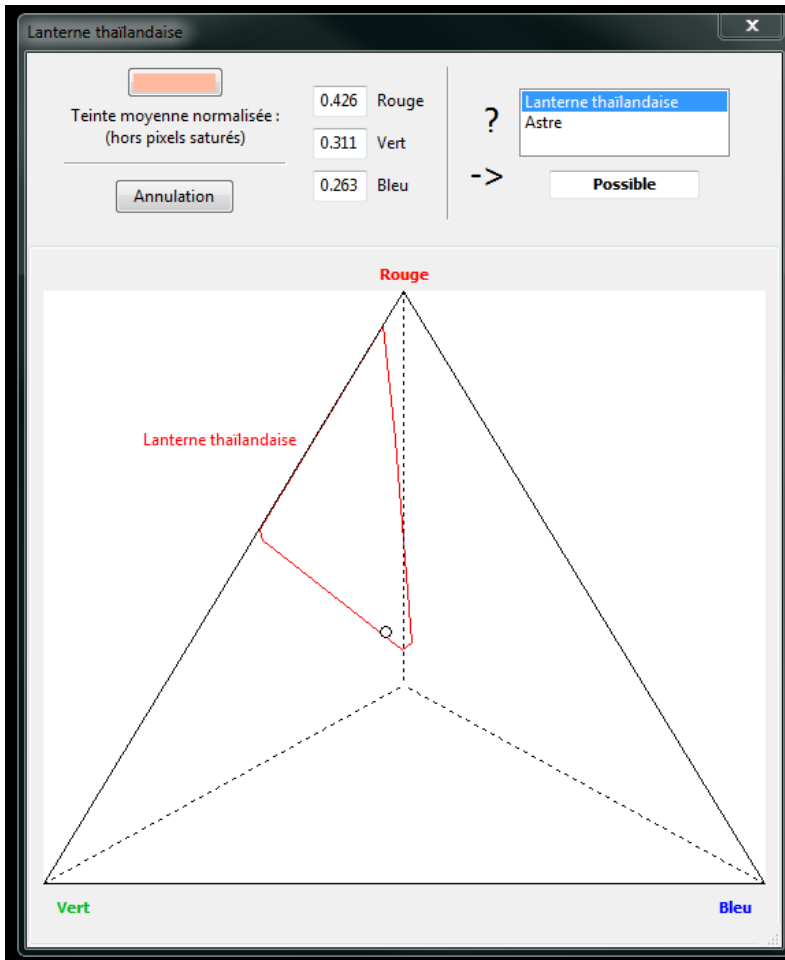 Lanterne thaïlandaise
x
Teinte moyenne normalisée :
(hors pixels saturés)
Annulation
0.426 Rouge
0.311 Vert
0.263 Bleu
?
->
Lanterne thaïlandaise
Astre
Possible
Rouge
Lanterne thaïlandaise
Vert
Bleu